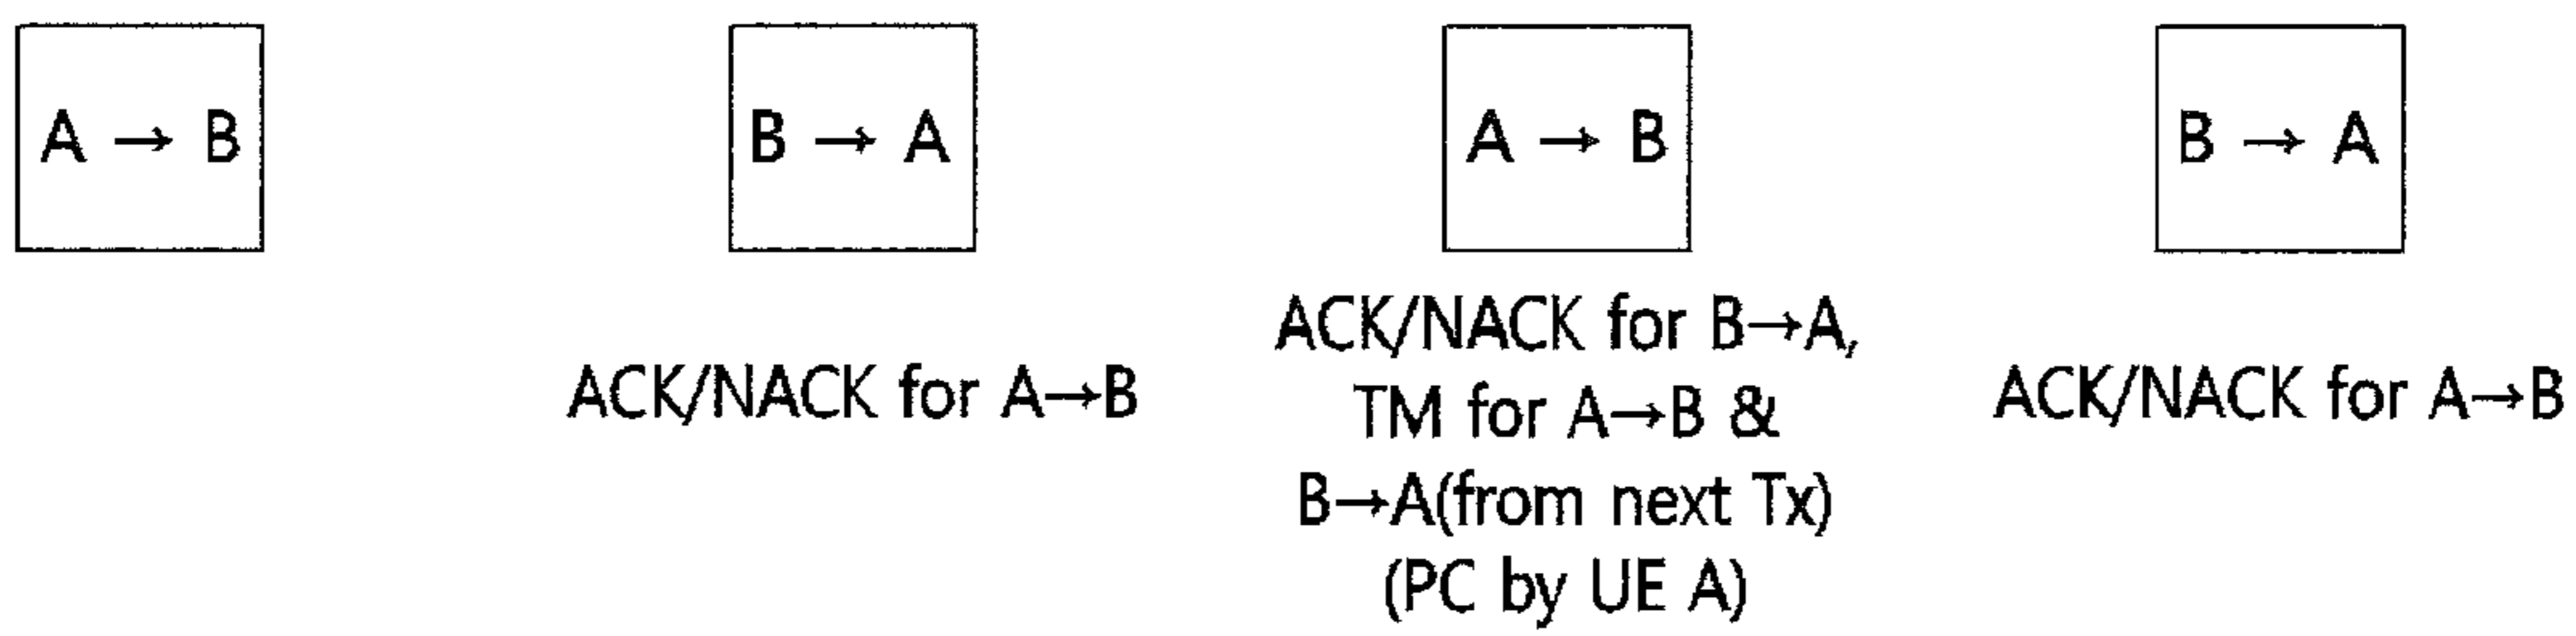 A → B
B → A
A → B
B → A
ACK/NACK for A→B
ACK/NACK for B→A,
TM for A→B &
B→A(from next Tx)
(PC by UE A)
ACK/NACK for A→B